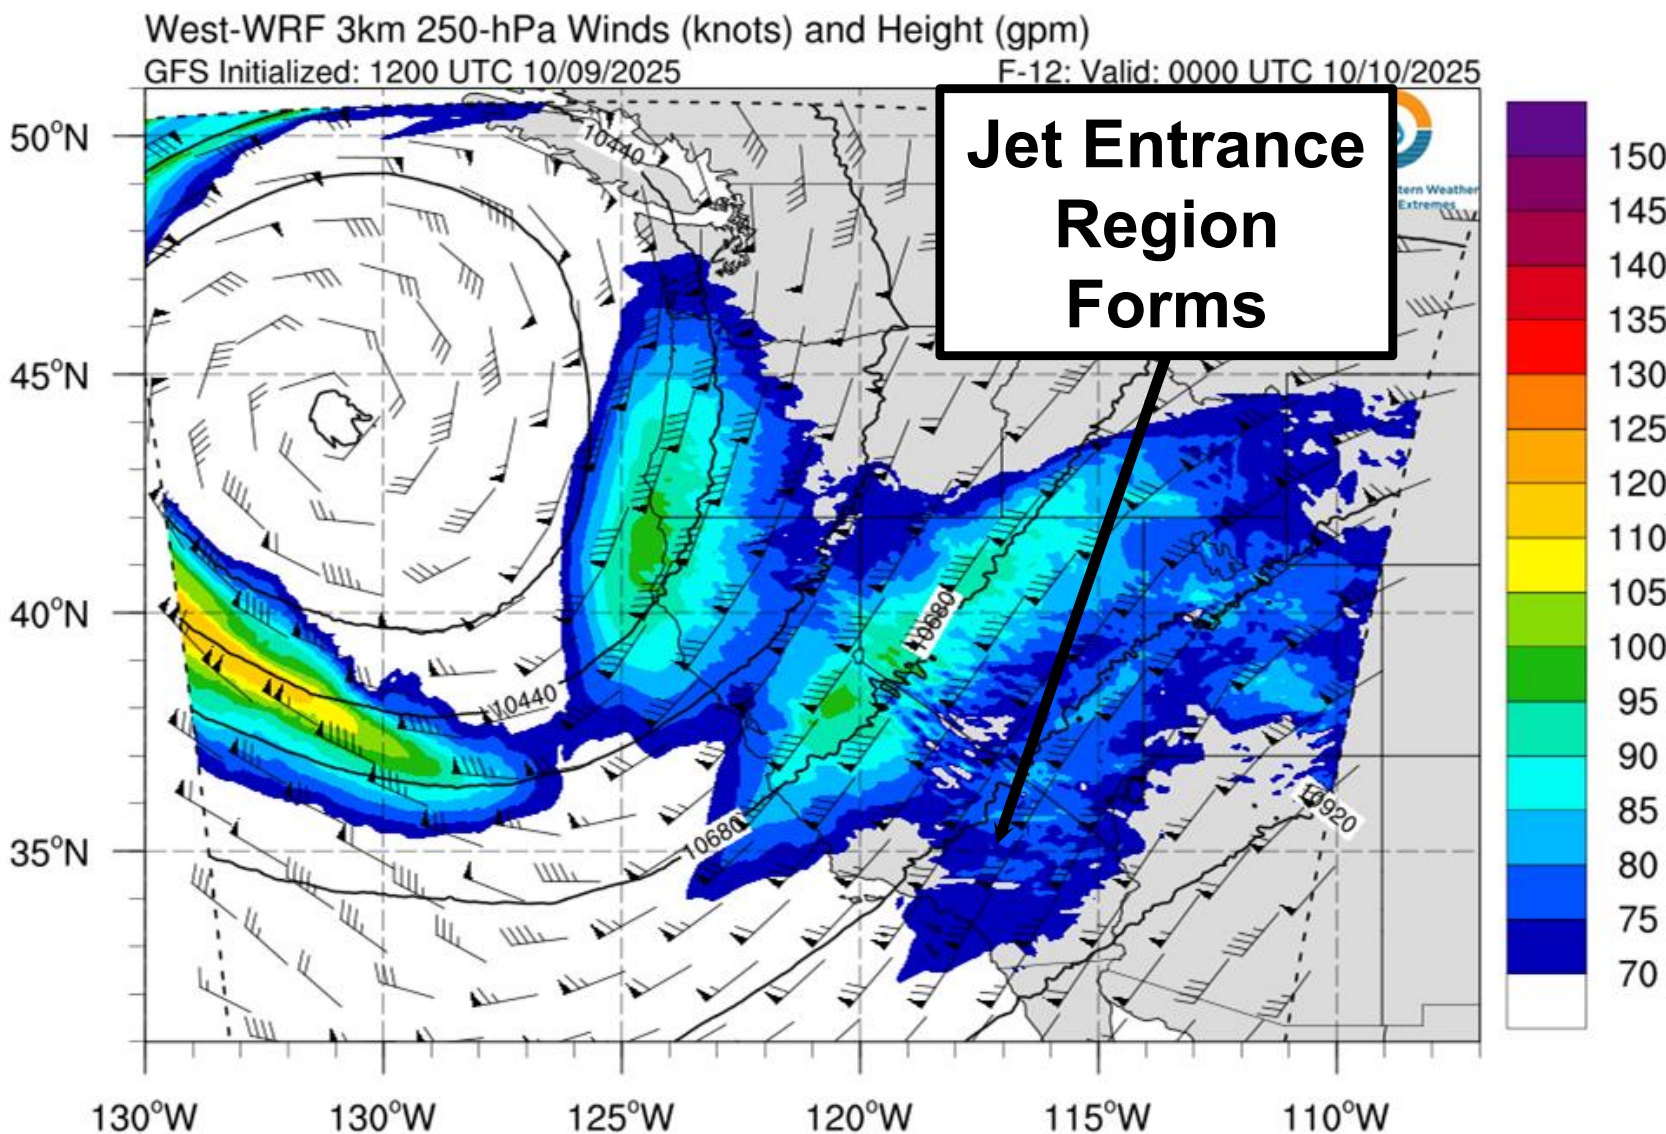 West-WRF 3km 250-hPa Winds (knots) and Height (gpm)
GFS Initialized: 1200 UTC 10/09/2025
F-12: Valid: 0000 UTC 10/10/2025
Jet Entrance
Region
Forms
tern Weather
Extremes
50°N
45°N
40°N
35°N
10440
10680
10440
10680
10920
150
145
140
135
130
125
120
110
105
100
95
90
85
80
75
70
130°W
130°W
125°W
120°W
115°W
110°W